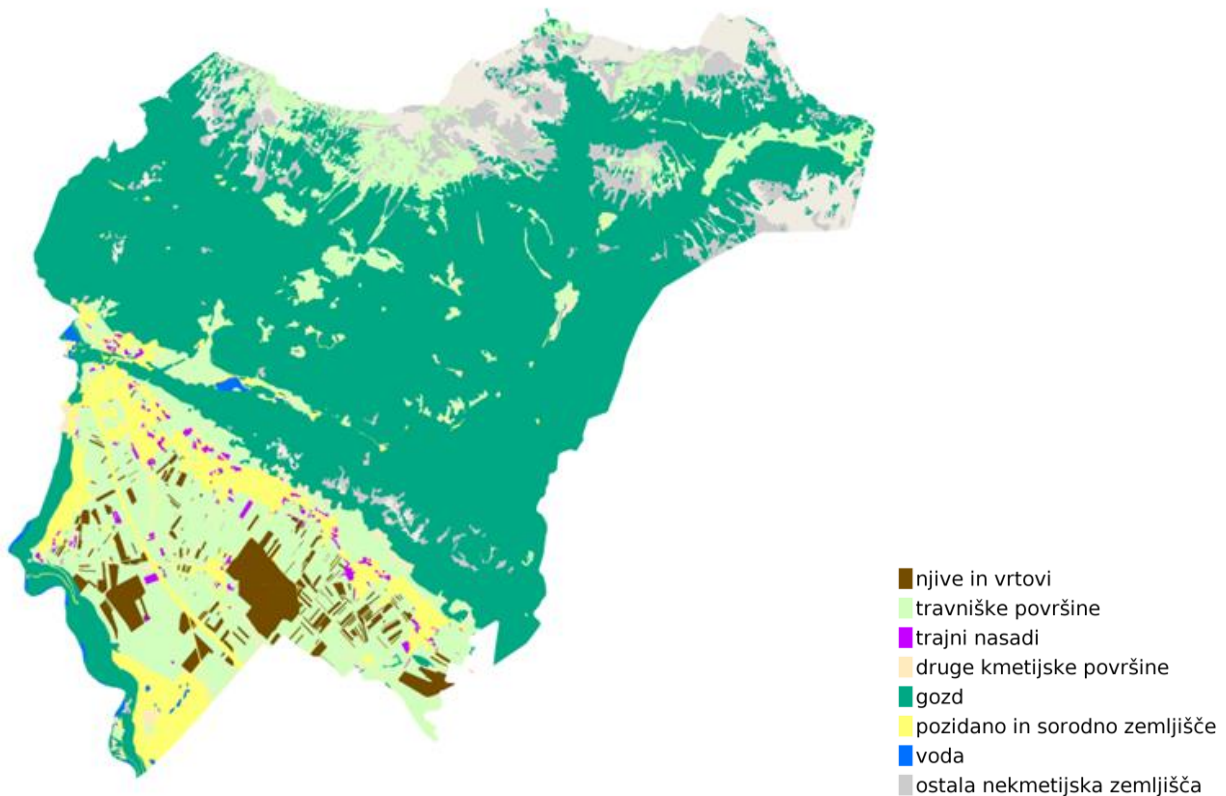 njive in vrtovi
travniške površine
trajni nasadi
druge kmetijske površine
gozd
pozidano in sorodno zemljišče
voda
ostala nekmetijska zemljišča